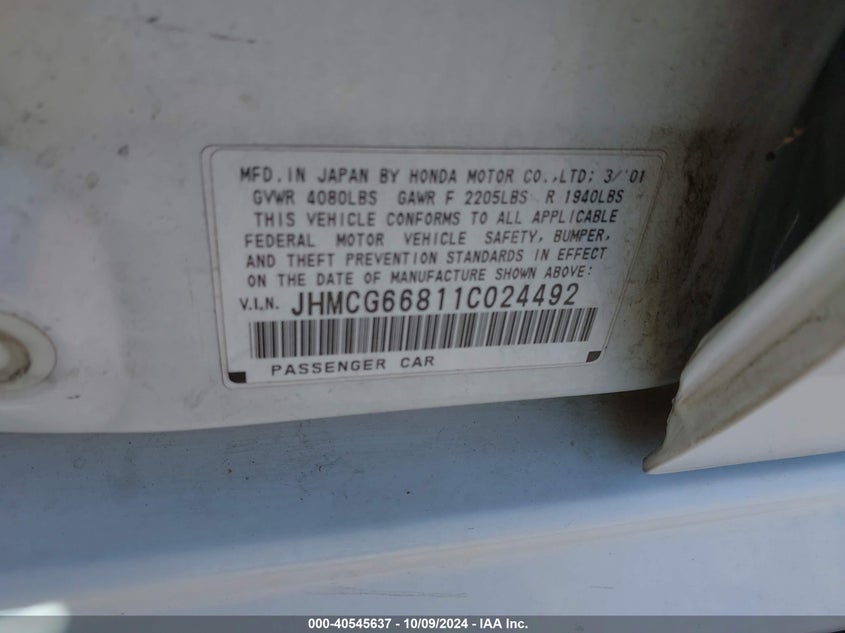 MFD. IN JAPAN BY HONDA MOTOR CO.,LTD: 3/'01
GVWR 4080LBS GAWR F 2205LBS R 1940LBS
THIS VEHICLE CONFORMS TO ALL APPLICABLE
FEDERAL MOTOR VEHICLE SAFETY, BUMPER,
AND THEFT PREVENTION STANDARDS IN EFFECT
ON THE DATE OF MANUFACTURE SHOWN ABOVE:
V.I.N. JHMCG66811C024492
PASSENGER CAR
000-40545637 - 10/09/2024 - IAA Inc.